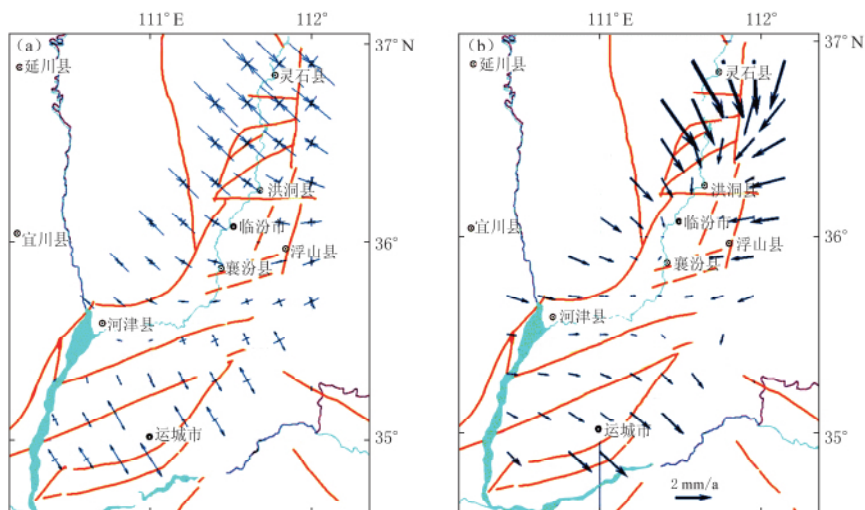 111°E
112°
111°E
112°
(a)
37°N
延川县
灵石县
洪洞县
临汾市
宜川县
36°
浮山县
襄汾县
河津县
35°
运城市
(b)
37°
延川县
灵石县
洪洞县
临汾市
宜川县
36°
浮山县
襄汾县
河津县
35°
运城市
2 mm/a